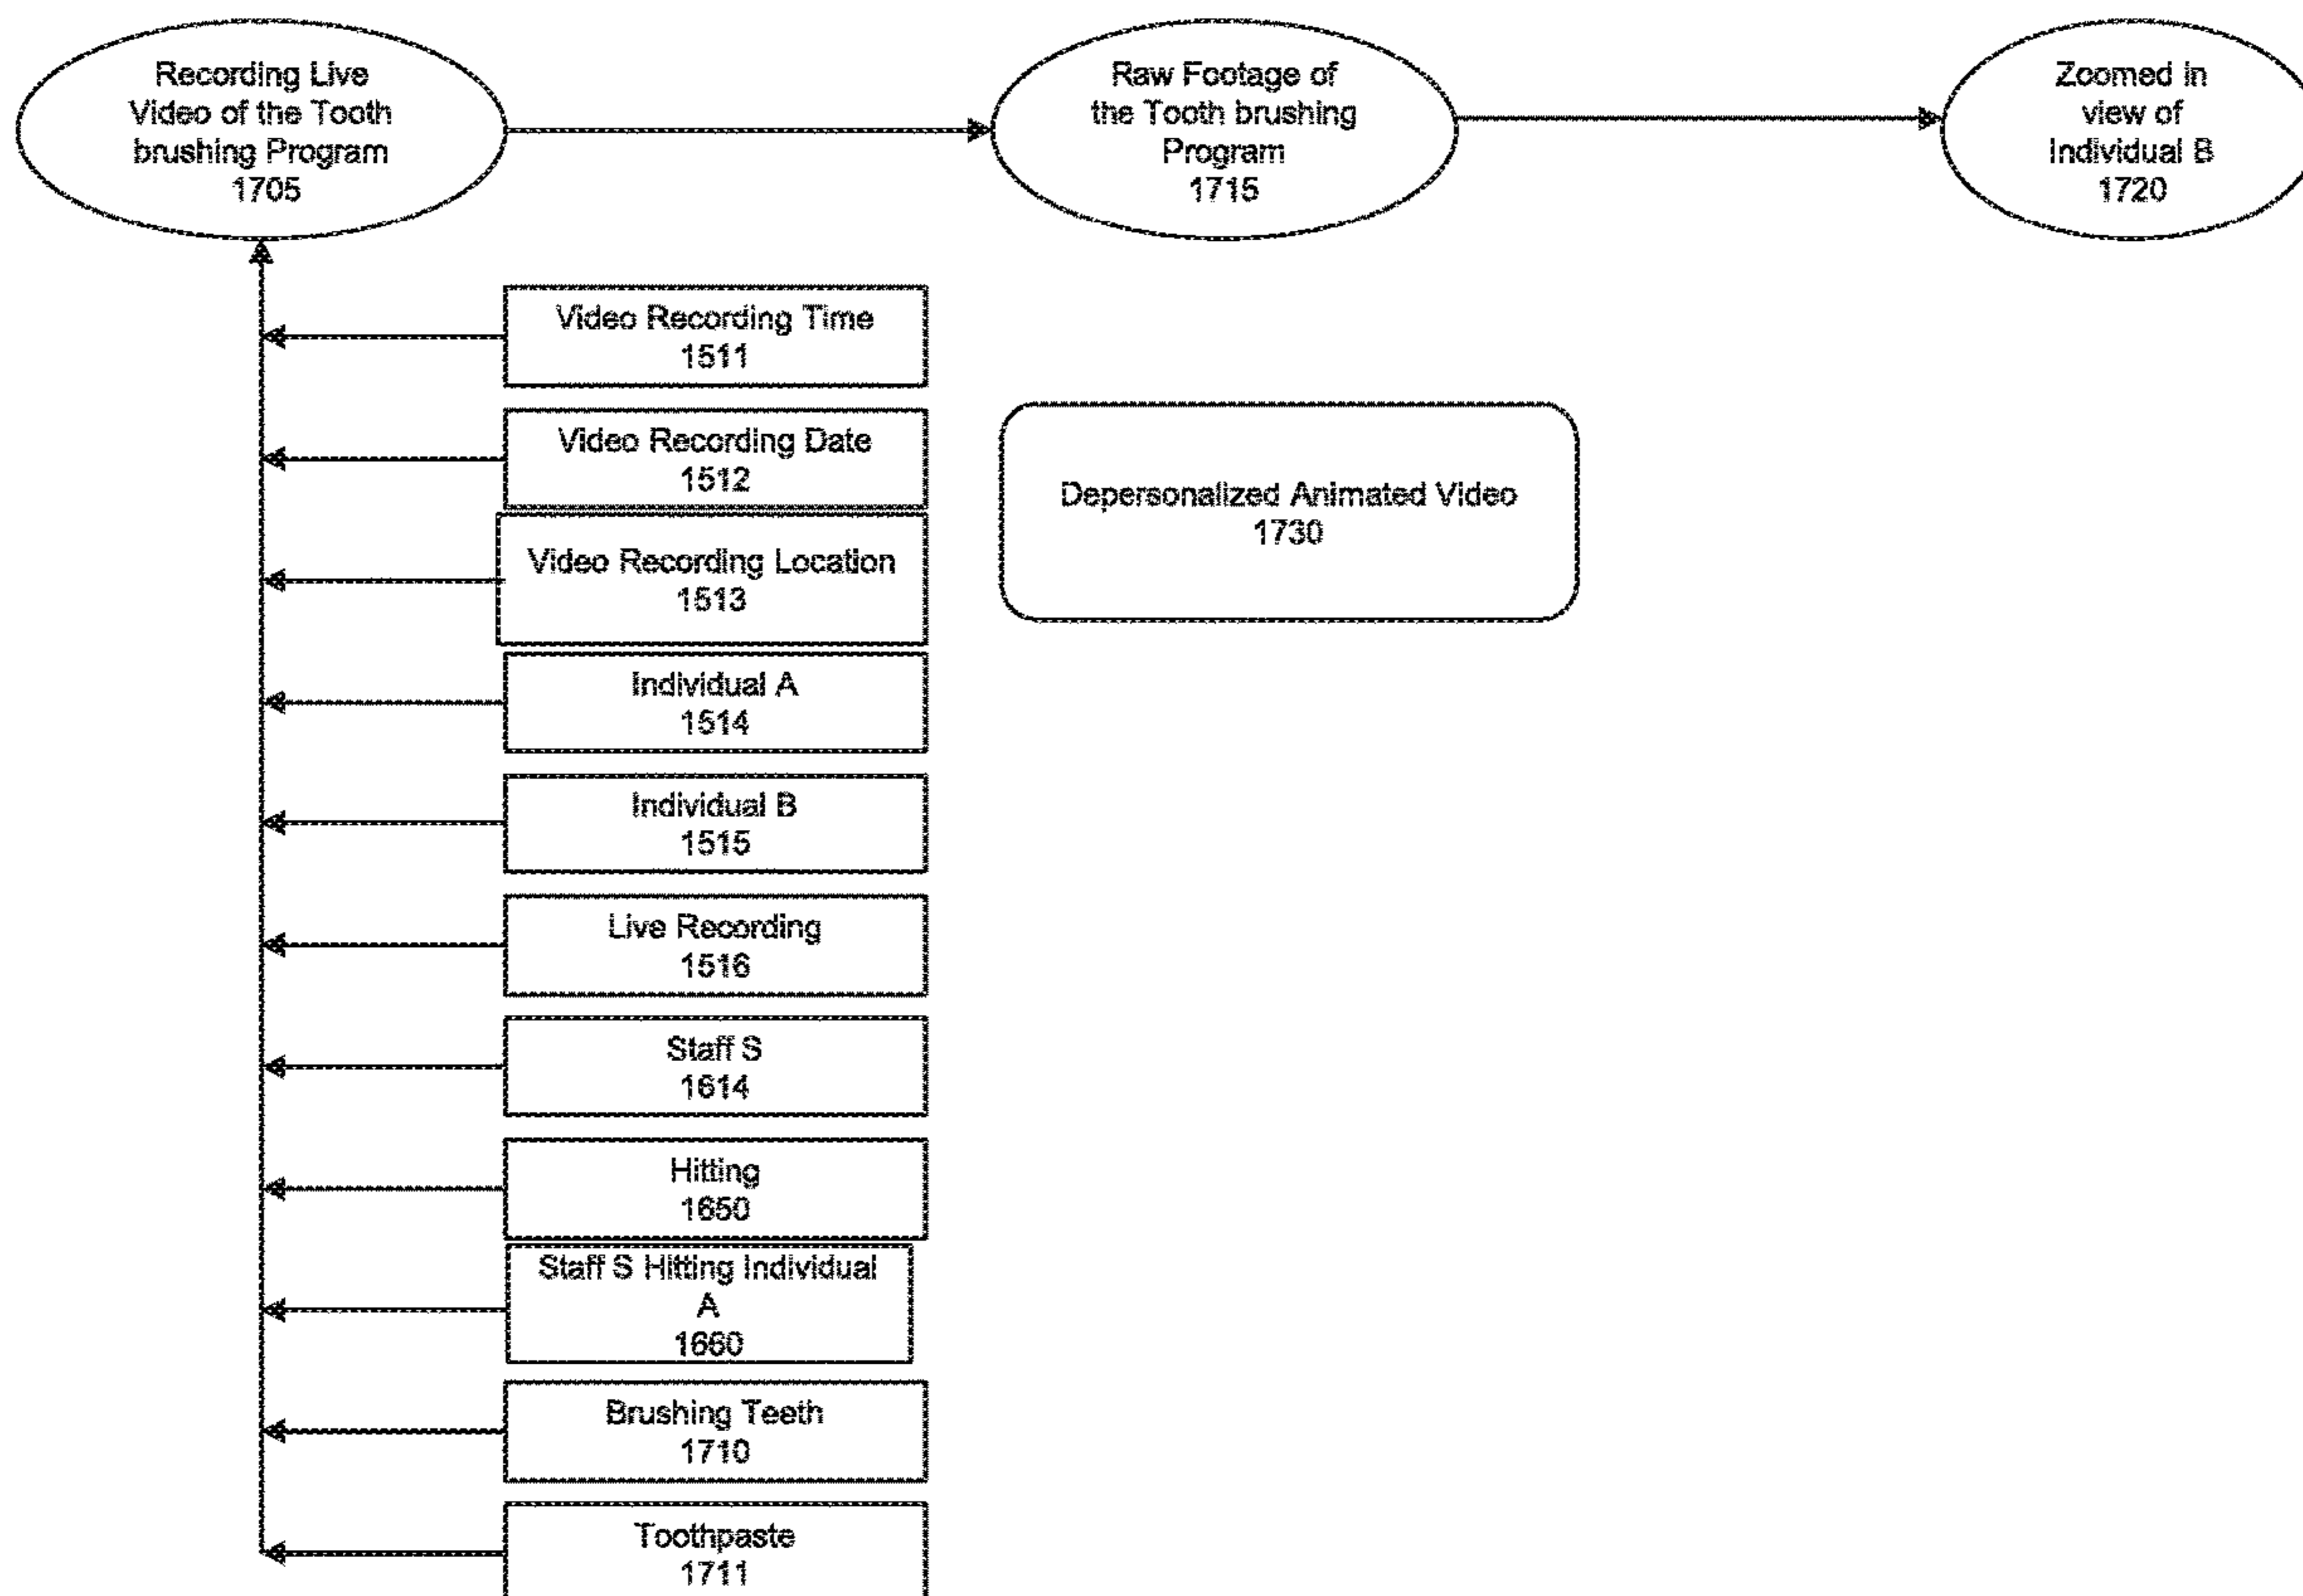 Recording Live
Video of the Tooth
brushing Program
1705
Raw Footage of
the Tooth brushing
Program
1715
Zoomed in
view of
Individual B
1720
Video Recording Time
1511
Video Recording Date
1512
Depersonalized Animated Video
1730
Video Recording Location
1513
Individual A
1514
Individual B
1515
Live Recording
1516
Staff S
1614
Hitting
1650
Staff S Hitting Individual
A
1660
Brushing Teeth
1710
Toothpaste
1711